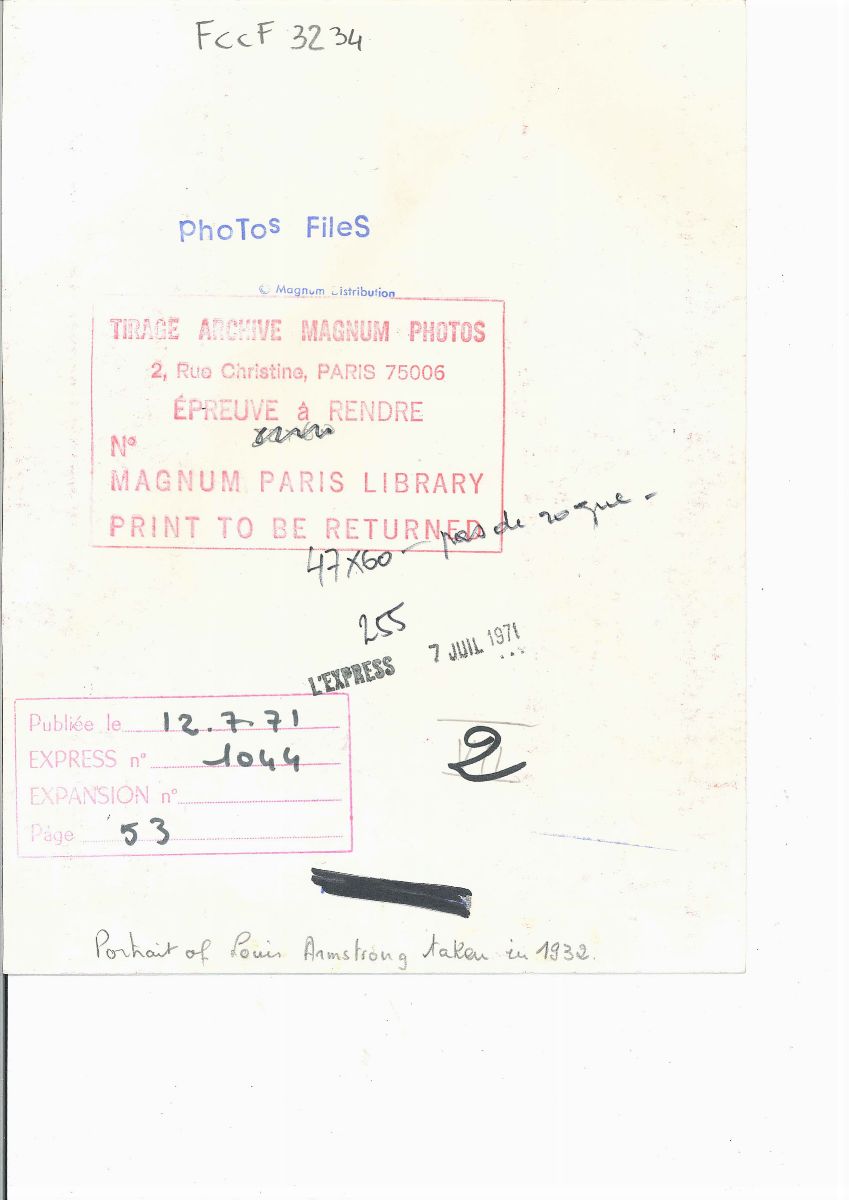 FccF 3234
PhoTos FileS
© Magnum Distribution
TIRAGE ARCHIVE MAGNUM PHOTOS
2, Rue Christine, PARIS 75006
ÉPREUVE à RENDRE
N°
MAGNUM PARIS LIBRARY
PRINT TO BE RETURNED
47x60 - pas de rogne -
255
L'EXPRESS 7 JUIL 1971
Publiée le 12.7.71
EXPRESS n° 1044
EXPANSION n°
Page 53
2
Portrait of Louis Armstrong taken in 1932.